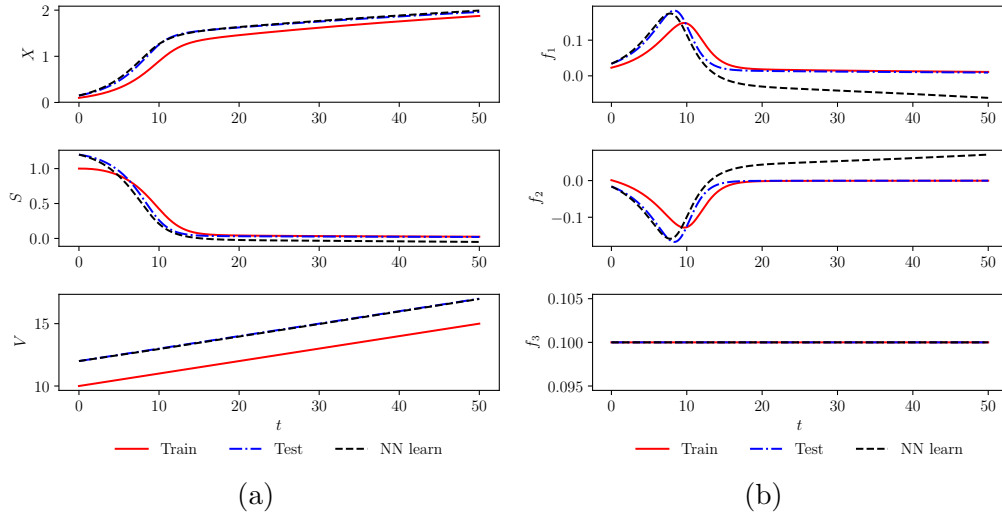 2
1
0
X
0 10 20 30 40 50
1.0
0.5
0.0
S
0 10 20 30 40 50
15
10
V
0 10 20 30 40 50
t
Train Test NN learn
(a)
0.1
0.0
f₁
0 10 20 30 40 50
0.0
−0.1
f₂
0 10 20 30 40 50
0.105
0.100
0.095
f₃
0 10 20 30 40 50
t
Train Test NN learn
(b)